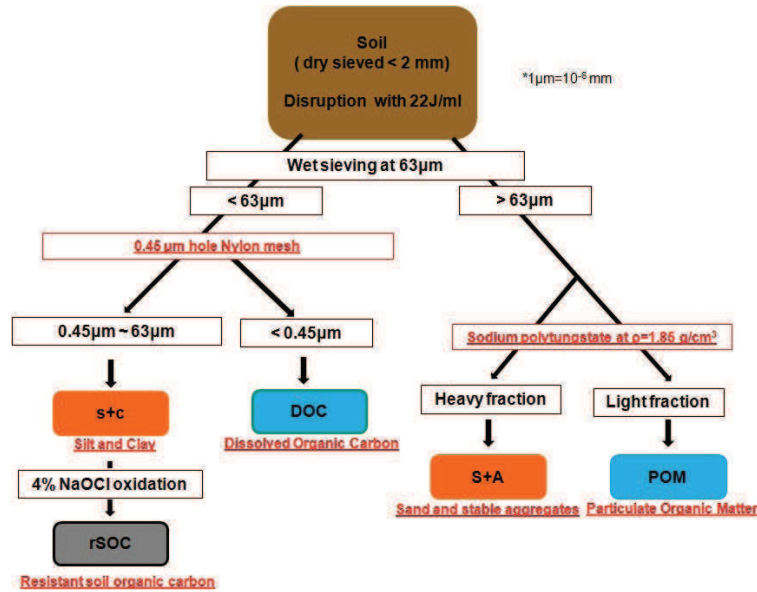 Soil
( dry sieved < 2 mm)
Disruption with 22J/ml
*1µm=10⁻⁶ mm
Wet sieving at 63µm
< 63µm
> 63µm
0.45 µm hole Nylon mesh
0.45µm ~ 63µm
< 0.45µm
Sodium polytungstate at ρ=1.85 g/cm³
Heavy fraction
Light fraction
s+c
DOC
Silt and Clay
Dissolved Organic Carbon
S+A
POM
Sand and stable aggregates
Particulate Organic Matter
4% NaOCl oxidation
rSOC
Resistant soil organic carbon